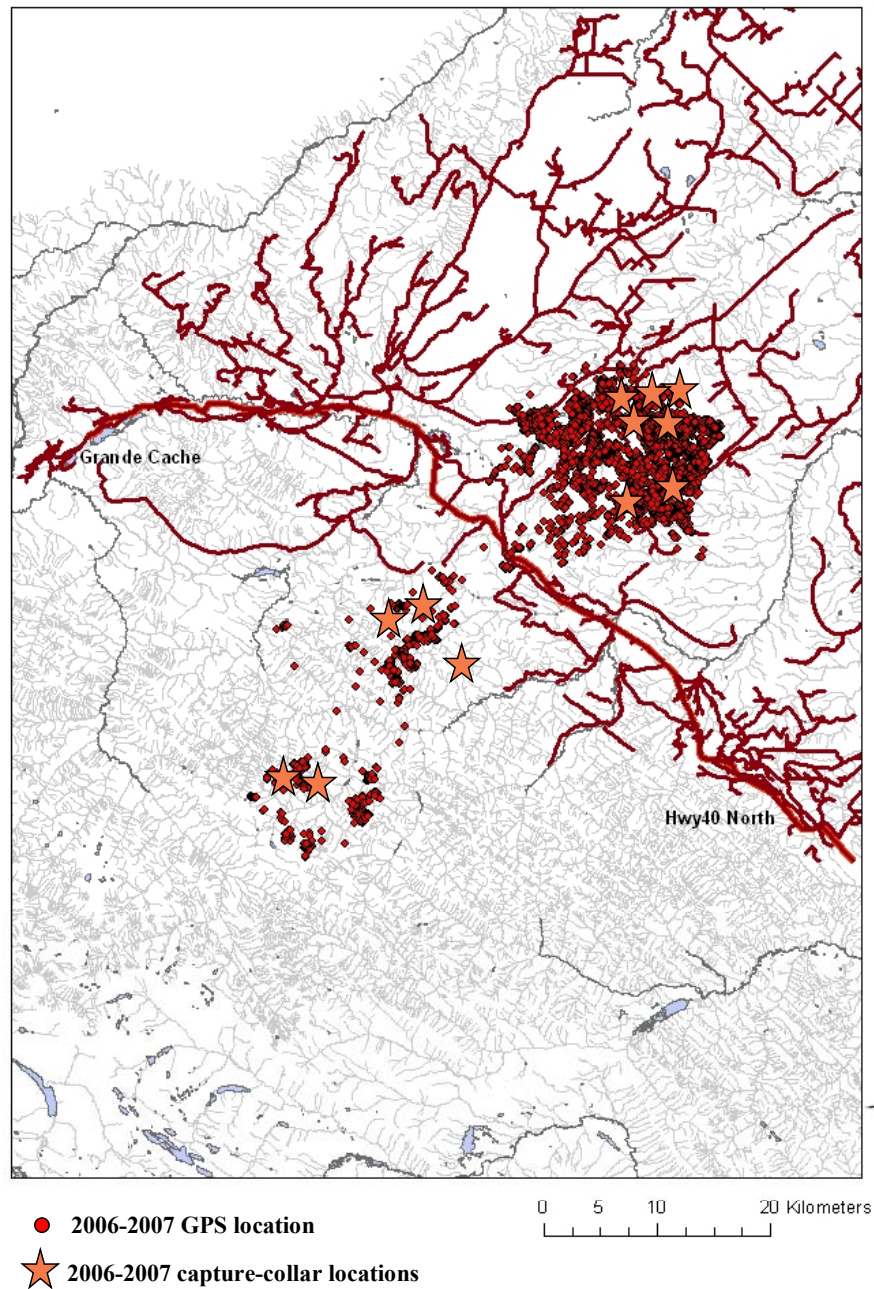 Grande Cache
Hwy40 North
0 5 10 20 Kilometers
2006-2007 GPS location
2006-2007 capture-collar locations